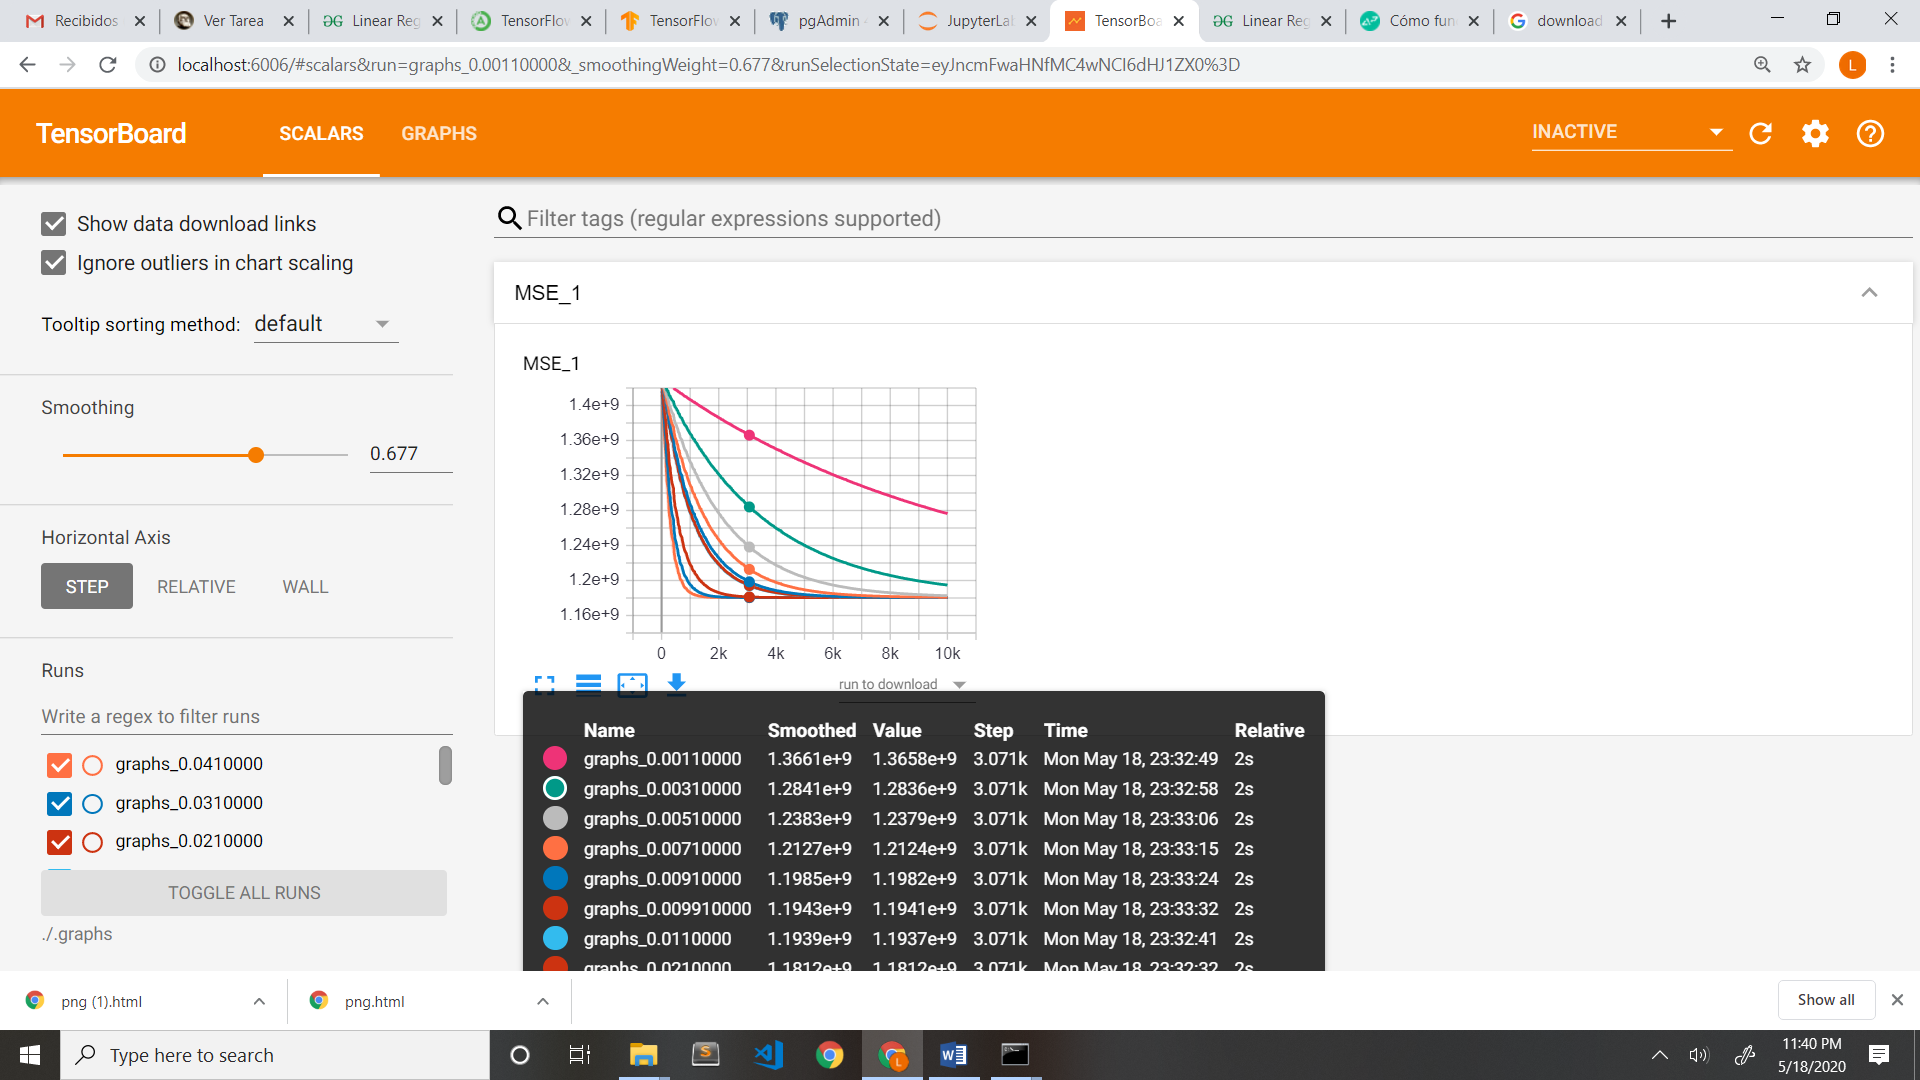 Recibidos
Ver Tarea
Linear Reg
TensorFlow
TensorFlow
pgAdmin
JupyterLab
TensorBoa
Linear Reg
Cómo fun
download
localhost:6006/#scalars&run=graphs_0.00110000&_smoothingWeight=0.677&runSelectionState=eyJncmFwaHNfMC4wNCI6dHJ1ZX0%3D
L
TensorBoard
SCALARS
GRAPHS
INACTIVE
Show data download links
Ignore outliers in chart scaling
Tooltip sorting method: default
Smoothing
0.677
Horizontal Axis
STEP RELATIVE WALL
Runs
Write a regex to filter runs
graphs_0.0410000
graphs_0.0310000
graphs_0.0210000
TOGGLE ALL RUNS
./.graphs
Filter tags (regular expressions supported)
MSE_1
MSE_1
1.4e+9
1.36e+9
1.32e+9
1.28e+9
1.24e+9
1.2e+9
1.16e+9
0 2k 4k 6k 8k 10k
run to download
Name Smoothed Value Step Time Relative
graphs_0.00110000 1.3661e+9 1.3658e+9 3.071k Mon May 18, 23:32:49 2s
graphs_0.00310000 1.2841e+9 1.2836e+9 3.071k Mon May 18, 23:32:58 2s
graphs_0.00510000 1.2383e+9 1.2379e+9 3.071k Mon May 18, 23:33:06 2s
graphs_0.00710000 1.2127e+9 1.2124e+9 3.071k Mon May 18, 23:33:15 2s
graphs_0.00910000 1.1985e+9 1.1982e+9 3.071k Mon May 18, 23:33:24 2s
graphs_0.009910000 1.1943e+9 1.1941e+9 3.071k Mon May 18, 23:33:32 2s
graphs_0.0110000 1.1939e+9 1.1937e+9 3.071k Mon May 18, 23:32:41 2s
graphs_0.0210000 1.1812e+9 1.1812e+9 3.071k Mon May 18, 23:32:32 2s
png (1).html
png.html
Show all
Type here to search
11:40 PM
5/18/2020